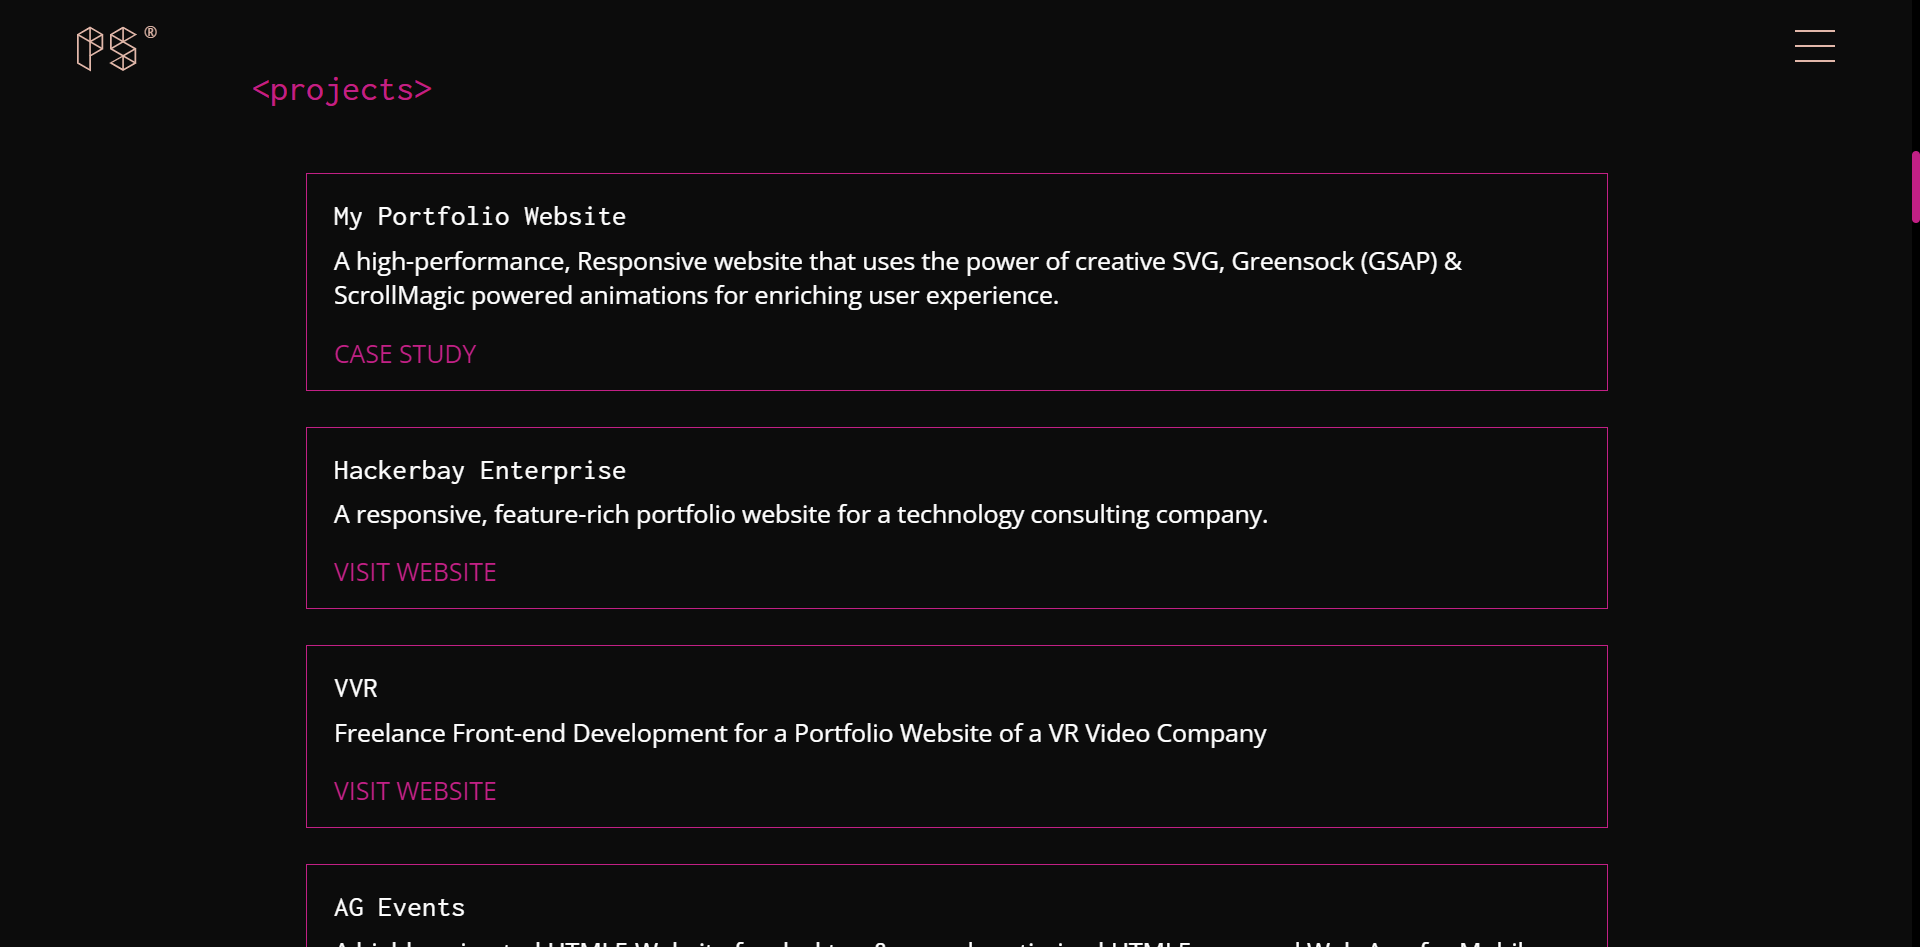 PS®
<projects>
My Portfolio Website
A high-performance, Responsive website that uses the power of creative SVG, Greensock (GSAP) &
ScrollMagic powered animations for enriching user experience.
CASE STUDY
Hackerbay Enterprise
A responsive, feature-rich portfolio website for a technology consulting company.
VISIT WEBSITE
VVR
Freelance Front-end Development for a Portfolio Website of a VR Video Company
VISIT WEBSITE
AG Events